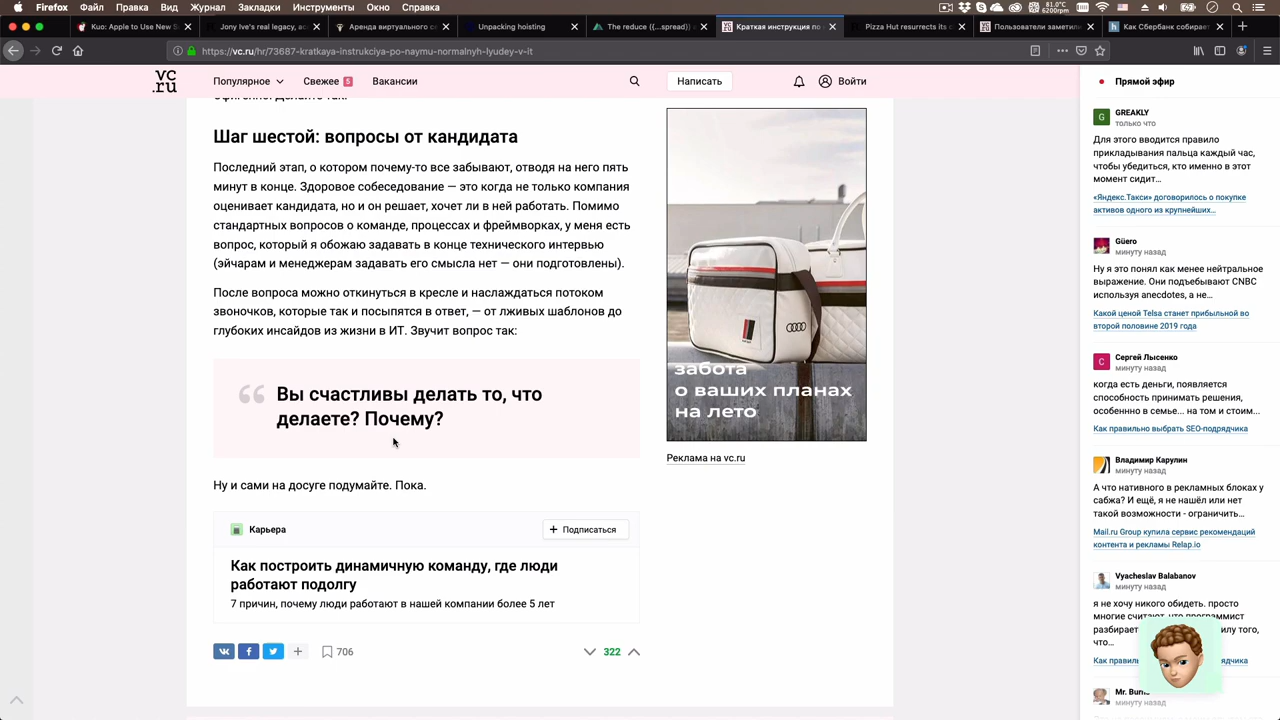 Kuo: Apple to Use New S
Jony Ive's real legacy, ac
Аренда виртуального се
Unpacking hoisting
The reduce ({...spread}) w
Краткая инструкция по
Pizza Hut resurrects its c
Пользователи заметили
Как Сбербанк собирает
https://vc.ru/hr/73687-kratkaya-instrukciya-po-naymu-normalnyh-lyudey-v-it
vc
.ru
Популярное
Свежее 5
Вакансии
Написать
Войти
Шаг шестой: вопросы от кандидата
Последний этап, о котором почему-то все забывают, отводя на него пять
минут в конце. Здоровое собеседование — это когда не только компания
оценивает кандидата, но и он решает, хочет ли в ней работать. Помимо
стандартных вопросов о команде, процессах и фреймворках, у меня есть
вопрос, который я обожаю задавать в конце технического интервью
(эйчарам и менеджерам задавать его смысла нет — они подготовлены).
После вопроса можно откинуться в кресле и наслаждаться потоком
звоночков, которые так и посыпятся в ответ, — от лживых шаблонов до
глубоких инсайдов из жизни в ИТ. Звучит вопрос так:
Вы счастливы делать то, что
делаете? Почему?
Ну и сами на досуге подумайте. Пока.
Карьера
+ Подписаться
Как построить динамичную команду, где люди
работают подолгу
7 причин, почему люди работают в нашей компании более 5 лет
706
322
забота
о ваших планах
на лето
Реклама на vc.ru
Прямой эфир
G
GREAKLY
только что
Для этого вводится правило
прикладывания пальца каждый час,
чтобы убедиться, кто именно в этот
момент сидит…
«Яндекс.Такси» договорилось о покупке
активов одного из крупнейших…
Güero
минуту назад
Ну я это понял как менее нейтральное
выражение. Они подъебывают CNBC
используя anecdotes, а не…
Какой ценой Telsa станет прибыльной во
второй половине 2019 года
С
Сергей Лысенко
минуту назад
когда есть деньги, появляется
способность принимать решения,
особеннно в семье... на том и стоим…
Как правильно выбрать SEO-подрядчика
Владимир Карулин
минуту назад
А что нативного в рекламных блоках у
сабжа? И ещё, я не нашёл или нет
такой возможности - ограничить…
Mail.ru Group купила сервис рекомендаций
контента и рекламы Relap.io
Vyacheslav Balabanov
минуту назад
я не хочу никого обидеть. просто
многие считают, что программист
разбирает илу того,
что…
Как правиль рядчика
Mr. Burns
минуту назад